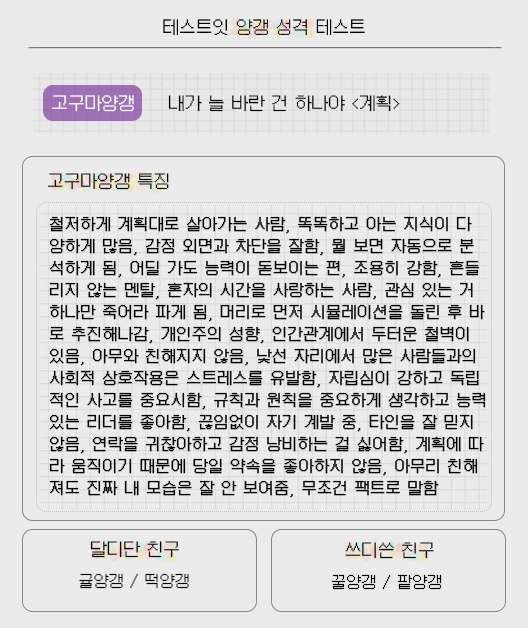 테스트잇 양갱 성격 테스트
고구마양갱 내가 늘 바란 건 하나야 <계획>
고구마양갱 특징
철저하게 계획대로 살아가는 사람, 똑똑하고 아는 지식이 다
양하게 많음, 감정 외면과 차단을 잘함, 뭘 보면 자동으로 분
석하게 됨, 어딜 가도 능력이 돋보이는 편, 조용히 강함, 흔들
리지 않는 멘탈, 혼자의 시간을 사랑하는 사람, 관심 있는 거
하나만 죽어라 파게 됨, 머리로 먼저 시뮬레이션을 돌린 후 바
로 추진해나감, 개인주의 성향, 인간관계에서 두터운 철벽이
있음, 아무와 친해지지 않음, 낯선 자리에서 많은 사람들과의
사회적 상호작용은 스트레스를 유발함, 자립심이 강하고 독립
적인 사고를 중요시함, 규칙과 원칙을 중요하게 생각하고 능력
있는 리더를 좋아함, 끊임없이 자기 계발 중, 타인을 잘 믿지
않음, 연락을 귀찮아하고 감정 낭비하는 걸 싫어함, 계획에 따
라 움직이기 때문에 당일 약속을 좋아하지 않음, 아무리 친해
져도 진짜 내 모습은 잘 안 보여줌, 무조건 팩트로 말함
달디단 친구
귤양갱 / 떡양갱
쓰디쓴 친구
꿀양갱 / 팥양갱